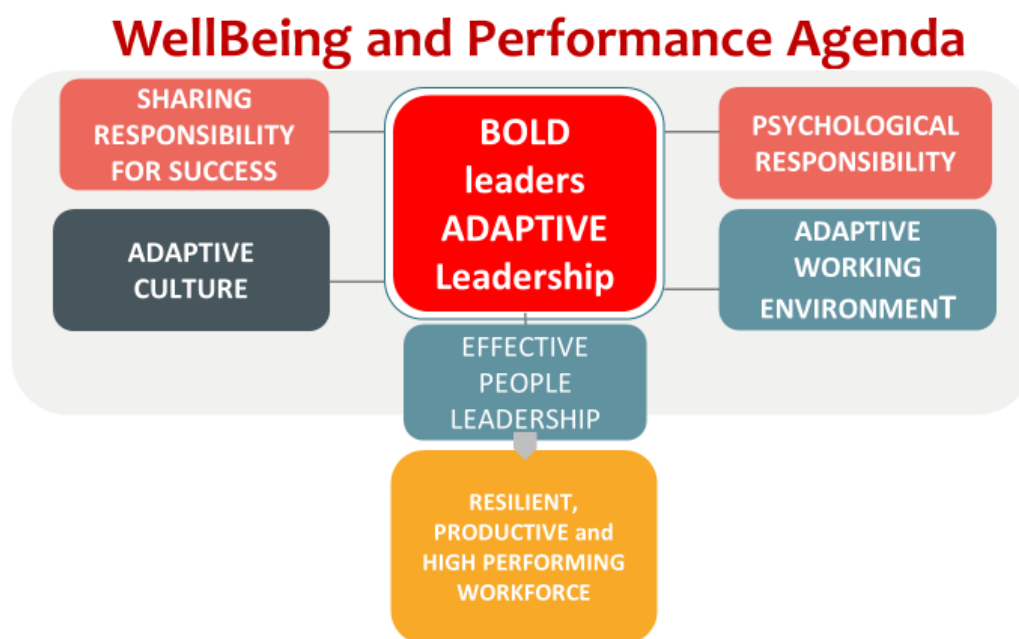 WellBeing and Performance Agenda
SHARING
RESPONSIBILITY
FOR SUCCESS
BOLD
leaders
ADAPTIVE
Leadership
PSYCHOLOGICAL
RESPONSIBILITY
ADAPTIVE
CULTURE
ADAPTIVE
WORKING
ENVIRONMENT
EFFECTIVE
PEOPLE
LEADERSHIP
RESILIENT,
PRODUCTIVE and
HIGH PERFORMING
WORKFORCE